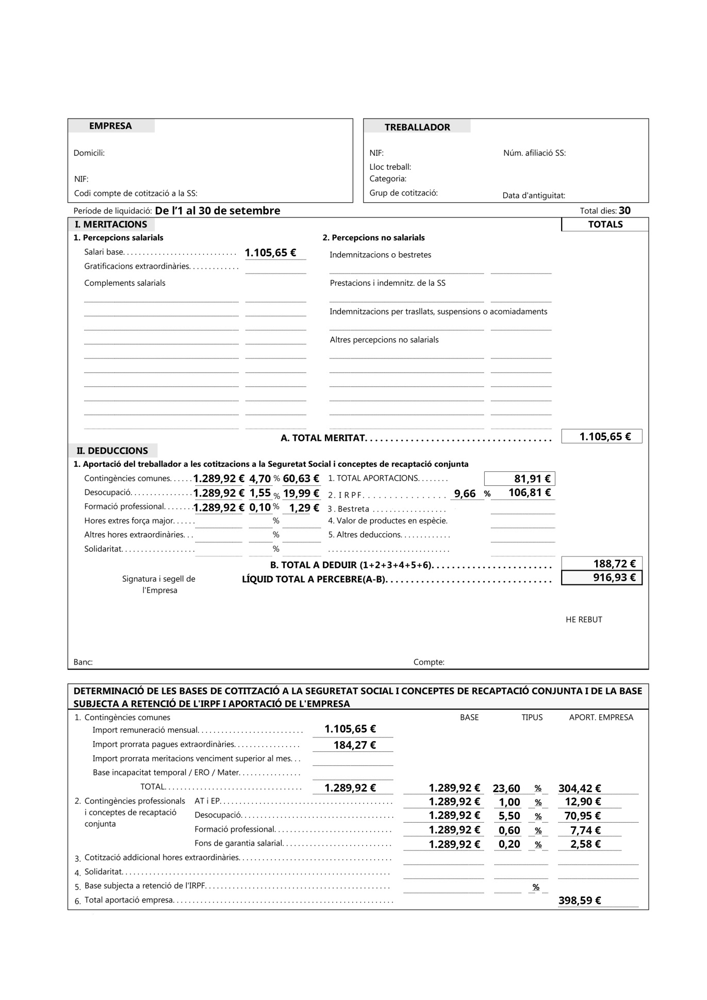 EMPRESA
Domicili:
NIF:
Codi compte de cotització a la SS:
TREBALLADOR
NIF: Núm. afiliació SS:
Lloc treball:
Categoria:
Grup de cotització: Data d'antiguitat:
Període de liquidació: De l’1 al 30 de setembre Total dies: 30
I. MERITACIONS TOTALS
1. Percepcions salarials
Salari base. . . . . . . . . . . . . . . . . . . . . . . . . . . . 1.105,65 €
Gratificacions extraordinàries. . . . . . . . . . . . .
Complements salarials
2. Percepcions no salarials
Indemnitzacions o bestretes
Prestacions i indemnitz. de la SS
Indemnitzacions per trasllats, suspensions o acomiadaments
Altres percepcions no salarials
A. TOTAL MERITAT. . . . . . . . . . . . . . . . . . . . . . . . . . . . . . . . . . . . . 1.105,65 €
II. DEDUCCIONS
1. Aportació del treballador a les cotitzacions a la Seguretat Social i conceptes de recaptació conjunta
Contingències comunes. . . . . . 1.289,92 € 4,70 % 60,63 € 1. TOTAL APORTACIONS. . . . . . . . 81,91 €
Desocupació. . . . . . . . . . . . . . . . 1.289,92 € 1,55 % 19,99 € 2. I R P F. . . . . . . . . . . . . . . . 9,66 % 106,81 €
Formació professional. . . . . . . . 1.289,92 € 0,10 % 1,29 € 3. Bestreta . . . . . . . . . . . . . . . . . .
Hores extres força major. . . . . . % 4. Valor de productes en espècie.
Altres hores extraordinàries. . . % 5. Altres deduccions. . . . . . . . . . . . .
Solidaritat. . . . . . . . . . . . . . . . . . . % . . . . . . . . . . . . . . . . . . . . . . . . . . . . . . .
B. TOTAL A DEDUIR (1+2+3+4+5+6). . . . . . . . . . . . . . . . . . . . . . . . 188,72 €
LÍQUID TOTAL A PERCEBRE(A-B). . . . . . . . . . . . . . . . . . . . . . . . . . . . . . . . . 916,93 €
Signatura i segell de
l'Empresa
HE REBUT
Banc: Compte:
DETERMINACIÓ DE LES BASES DE COTITZACIÓ A LA SEGURETAT SOCIAL I CONCEPTES DE RECAPTACIÓ CONJUNTA I DE LA BASE
SUBJECTA A RETENCIÓ DE L'IRPF I APORTACIÓ DE L'EMPRESA
1. Contingències comunes BASE TIPUS APORT. EMPRESA
Import remuneració mensual. . . . . . . . . . . . . . . . . . . . . . . . . . . 1.105,65 €
Import prorrata pagues extraordinàries. . . . . . . . . . . . . . . . . 184,27 €
Import prorrata meritacions venciment superior al mes. . .
Base incapacitat temporal / ERO / Mater. . . . . . . . . . . . . . . .
TOTAL. . . . . . . . . . . . . . . . . . . . . . . . . . . . . . . . . . . 1.289,92 € 1.289,92 € 23,60 % 304,42 €
2. Contingències professionals AT i EP. . . . . . . . . . . . . . . . . . . . . . . . . . . . . . . . . . . . . . . . . . . . 1.289,92 € 1,00 % 12,90 €
i conceptes de recaptació Desocupació. . . . . . . . . . . . . . . . . . . . . . . . . . . . . . . . . . . . . . . 1.289,92 € 5,50 % 70,95 €
conjunta
Formació professional. . . . . . . . . . . . . . . . . . . . . . . . . . . . . . 1.289,92 € 0,60 % 7,74 €
Fons de garantia salarial. . . . . . . . . . . . . . . . . . . . . . . . . . . . 1.289,92 € 0,20 % 2,58 €
3. Cotització addicional hores extraordinàries. . . . . . . . . . . . . . . . . . . . . . . . . . . . . . . . . . . . . . .
4. Solidaritat. . . . . . . . . . . . . . . . . . . . . . . . . . . . . . . . . . . . . . . . . . . . . . . . . . . . . . . . . . . . . . . . . . . .
5. Base subjecta a retenció de l'IRPF. . . . . . . . . . . . . . . . . . . . . . . . . . . . . . . . . . . . . . . . . . . . . . . %
6. Total aportació empresa. . . . . . . . . . . . . . . . . . . . . . . . . . . . . . . . . . . . . . . . . . . . . . . . . . . . . . . . 398,59 €